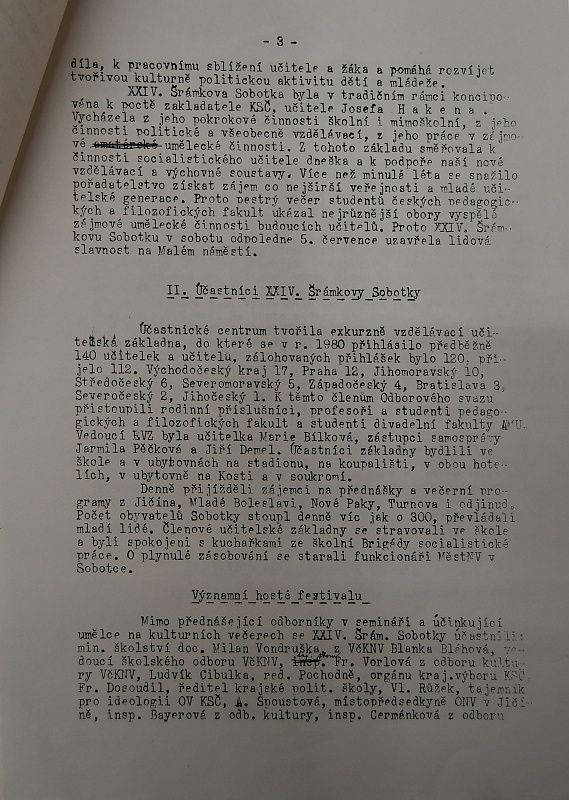 - 3 -
díla, k pracovnímu sblížení učitele a žáka a pomáhá rozvíjet
tvořivou kulturně politickou aktivitu dětí a mládeže.
XXIV. Šrámkova Sobotka byla v tradičním rámci koncipo-
vána k poctě zakladatele KSČ, učitele Josefa H a k e n a .
Vycházela z jeho pokrokové činnosti školní i mimoškolní, z jeho
činnosti politické a všeobecně vzdělávací, z jeho práce v zájmo-
vé amatérské umělecké činnosti. Z tohoto základu směřovala k
činnosti socialistického učitele dneška a k podpoře naší nové
vzdělávací a výchovné soustavy. Více než minulé léta se snažilo
pořadatelstvo získat zájem co nejširší veřejnosti a mladé uči-
telské generace. Proto pestrý večer studentů českých pedagogic-
kých a filozofických fakult ukázal nejrůznější obory vyspělé
zájmové umělecké činnosti budoucích učitelů. Proto XXIV. Šrám-
kovu Sobotku v sobotu odpoledne 5. července uzavřela lidová
slavnost na Malém náměstí.
II. Účastníci XXIV. Šrámkovy Sobotky
Účastnické centrum tvořila exkurzně vzdělávací uči-
telská základna, do které se v r. 1980 přihlásilo předběžně
140 učitelek a učitelů, zálohovaných přihlášek bylo 120, při-
jelo 112. Východočeský kraj 17, Praha 12, Jihomoravský 10,
Středočeský 6, Severomoravský 5, Západočeský 4, Bratislava 3,
Severočeský 2, Jihočeský 1. K těmto členům Odborového svazu
přistoupili rodinní příslušníci, profesoři a studenti pedago-
gických a filozofických fakult a studenti divadelní fakulty AMU.
Vedoucí EVZ byla učitelka Marie Bílková, zástupci samosprávy
Jarmila Pěčková a Jiří Demel. Účastníci základny bydlili ve
škole a v ubytovnách na stadionu, na koupališti, v obou hote-
lích, v ubytovně na Kosti a v soukromí.
Denně přijížděli zájemci na přednášky a večerní pro-
gramy z Jičína, Mladé Boleslavi, Nové Paky, Turnova i odjinud.
Počet obyvatelů Sobotky stoupl denně víc jak o 300, převládali
mladí lidé. Členové učitelské základny se stravovali ve škole
a byli spokojeni s kuchařkami ze školní Brigády socialistické
práce. O plynulé zásobování se starali funkcionáři MěstNV v
Sobotce.
Významní hosté festivalu
Mimo přednášející odborníky v semináři a účinkující
umělce na kulturních večerech se XXIV. Šrám. Sobotky účastnili:
min. školství doc. Milan Vondruška, z VčKNV Blanka Bláhová, ve-
doucí školského odboru VčKNV, insp. Fr. Vorlová z odboru kultu-
ry VčKNV, Ludvík Cibulka, red. Pochodně, orgánu kraj.výboru KSČ,
Fr. Dosoudil, ředitel krajské polit. školy, Vl. Růžek, tajemník
pro ideologii OV KSČ, A. Spoustová, místopředsedkyně ONV v Jičí-
ně, insp. Bayerová z odb. kultury, insp. Čermánková z odboru